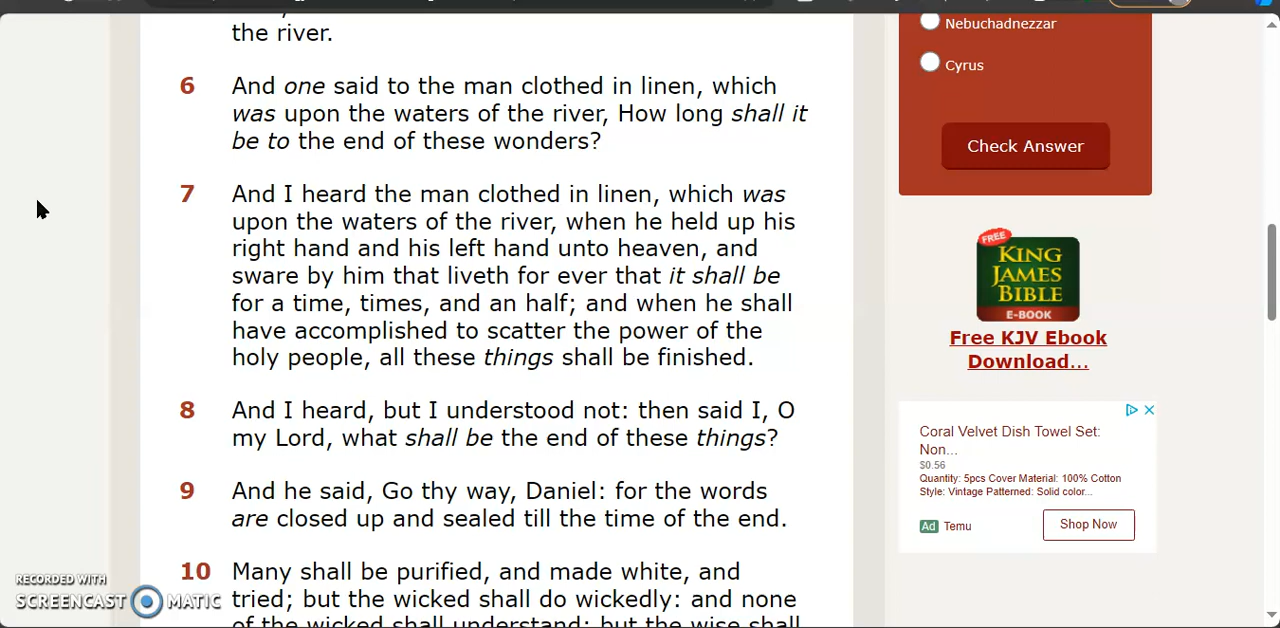 the river.
6 And one said to the man clothed in linen, which
was upon the waters of the river, How long shall it
be to the end of these wonders?
7 And I heard the man clothed in linen, which was
upon the waters of the river, when he held up his
right hand and his left hand unto heaven, and
sware by him that liveth for ever that it shall be
for a time, times, and an half; and when he shall
have accomplished to scatter the power of the
holy people, all these things shall be finished.
8 And I heard, but I understood not: then said I, O
my Lord, what shall be the end of these things?
9 And he said, Go thy way, Daniel: for the words
are closed up and sealed till the time of the end.
10 Many shall be purified, and made white, and
tried; but the wicked shall do wickedly: and none
of the wicked shall understand; but the wise shall
Nebuchadnezzar
Cyrus
Check Answer
FREE
KING
JAMES
BIBLE
E-BOOK
Free KJV Ebook
Download...
Coral Velvet Dish Towel Set:
Non...
$0.56
Quantity: 5pcs Cover Material: 100% Cotton
Style: Vintage Patterned: Solid color...
Ad Temu
Shop Now
RECORDED WITH
SCREENCAST MATIC